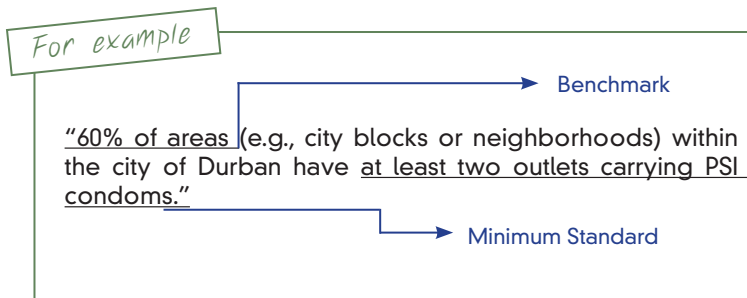 For example
Benchmark
“60% of areas (e.g., city blocks or neighborhoods) within
the city of Durban have at least two outlets carrying PSI
condoms.”
Minimum Standard